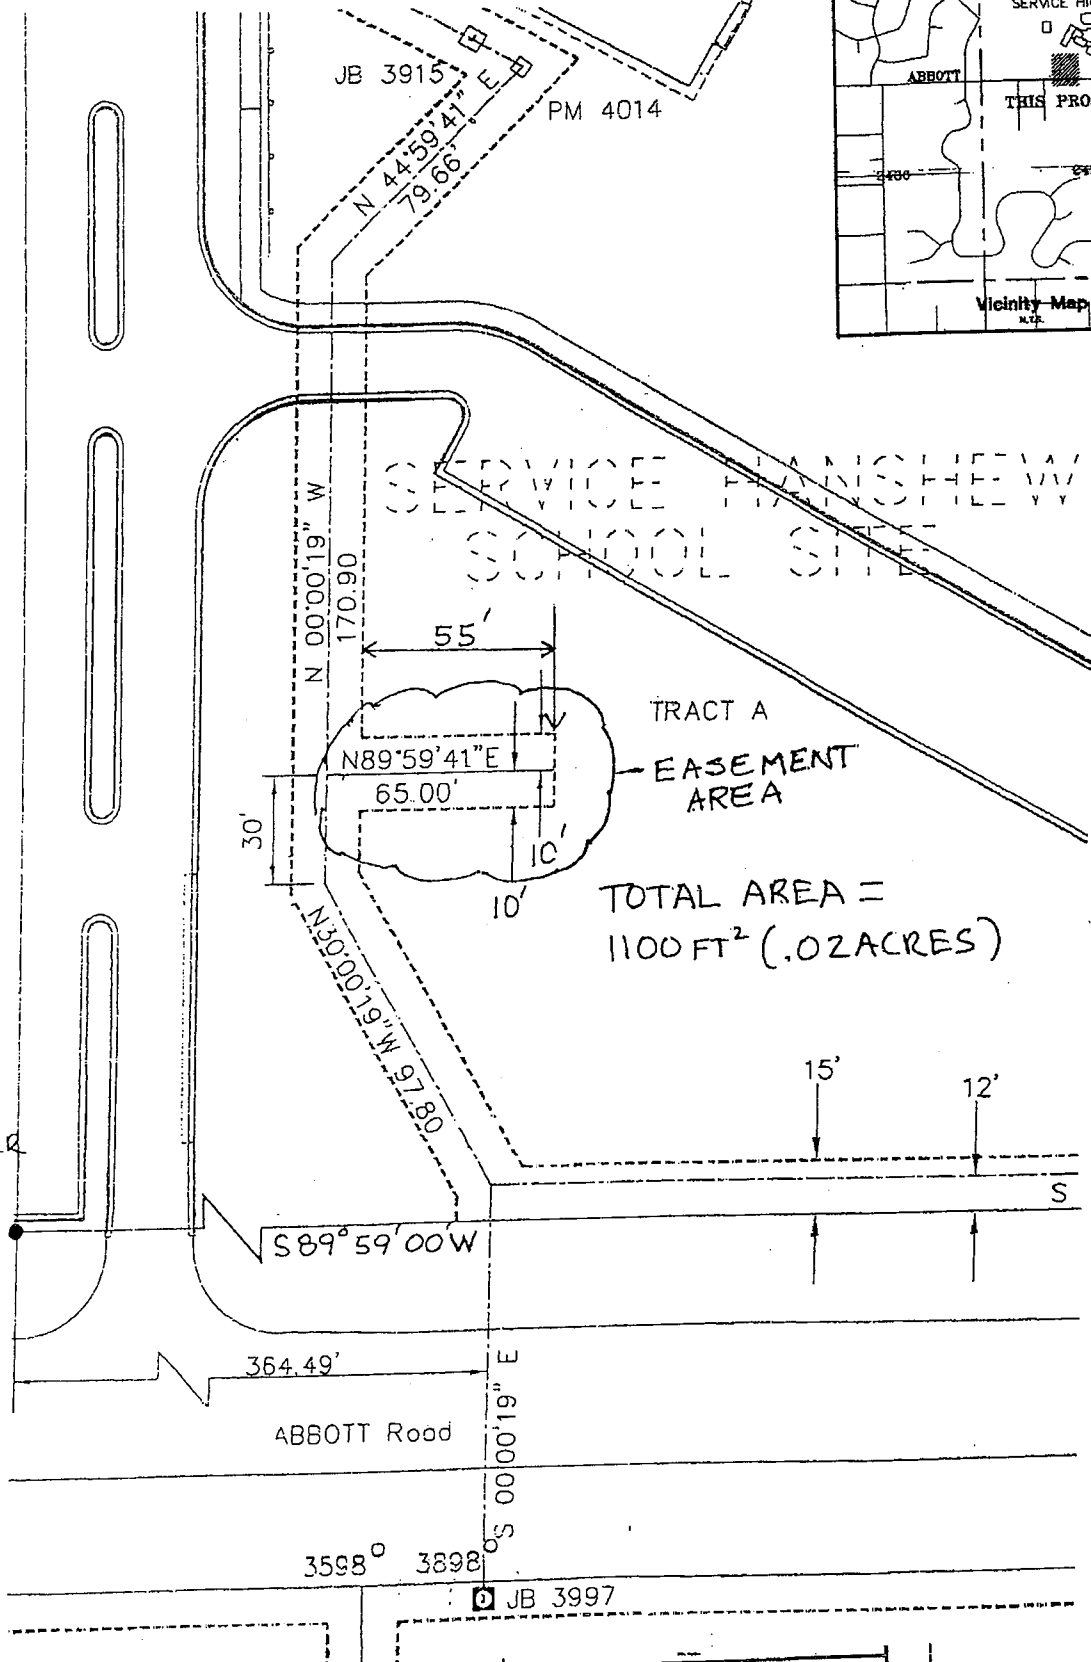 SERVICE
ABBOTT
THIS PRO
2436
Vicinity Map
N.T.S.
JB 3915
N 44°59'41" E
79.66'
PM 4014
SERVICE HANSHEW
SCHOOL SITE
N 00°00'19" W
170.90
55'
TRACT A
N89°59'41"E
65.00'
EASEMENT
AREA
30'
10'
10'
TOTAL AREA =
1100 FT² (.02ACRES)
N30°00'19"W 97.80
15'
12'
S
S89°59'00"W
364.49'
ABBOTT Road
S 00°00'19" E
3598
3898
JB 3997